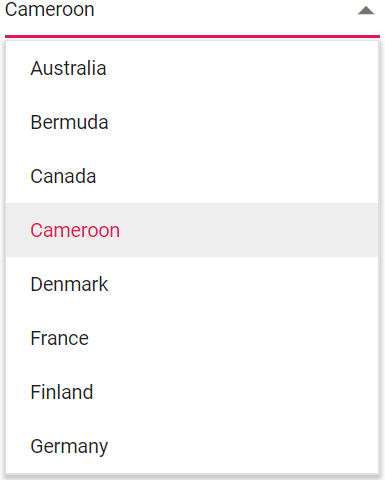 Cameroon
Australia
Bermuda
Canada
Cameroon
Denmark
France
Finland
Germany